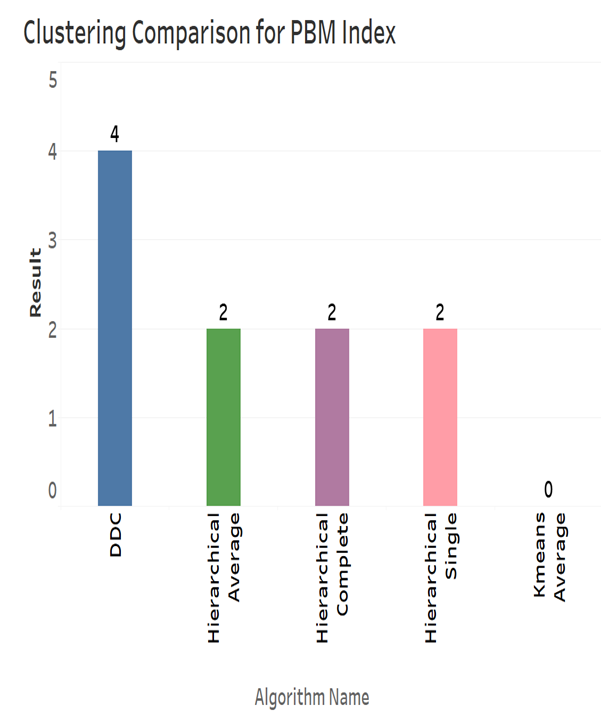 Clustering Comparison for PBM Index
5
4
3
2
1
0
Result
4
2
2
2
0
DDC
Hierarchical
Average
Hierarchical
Complete
Hierarchical
Single
Kmeans
Average
Algorithm Name